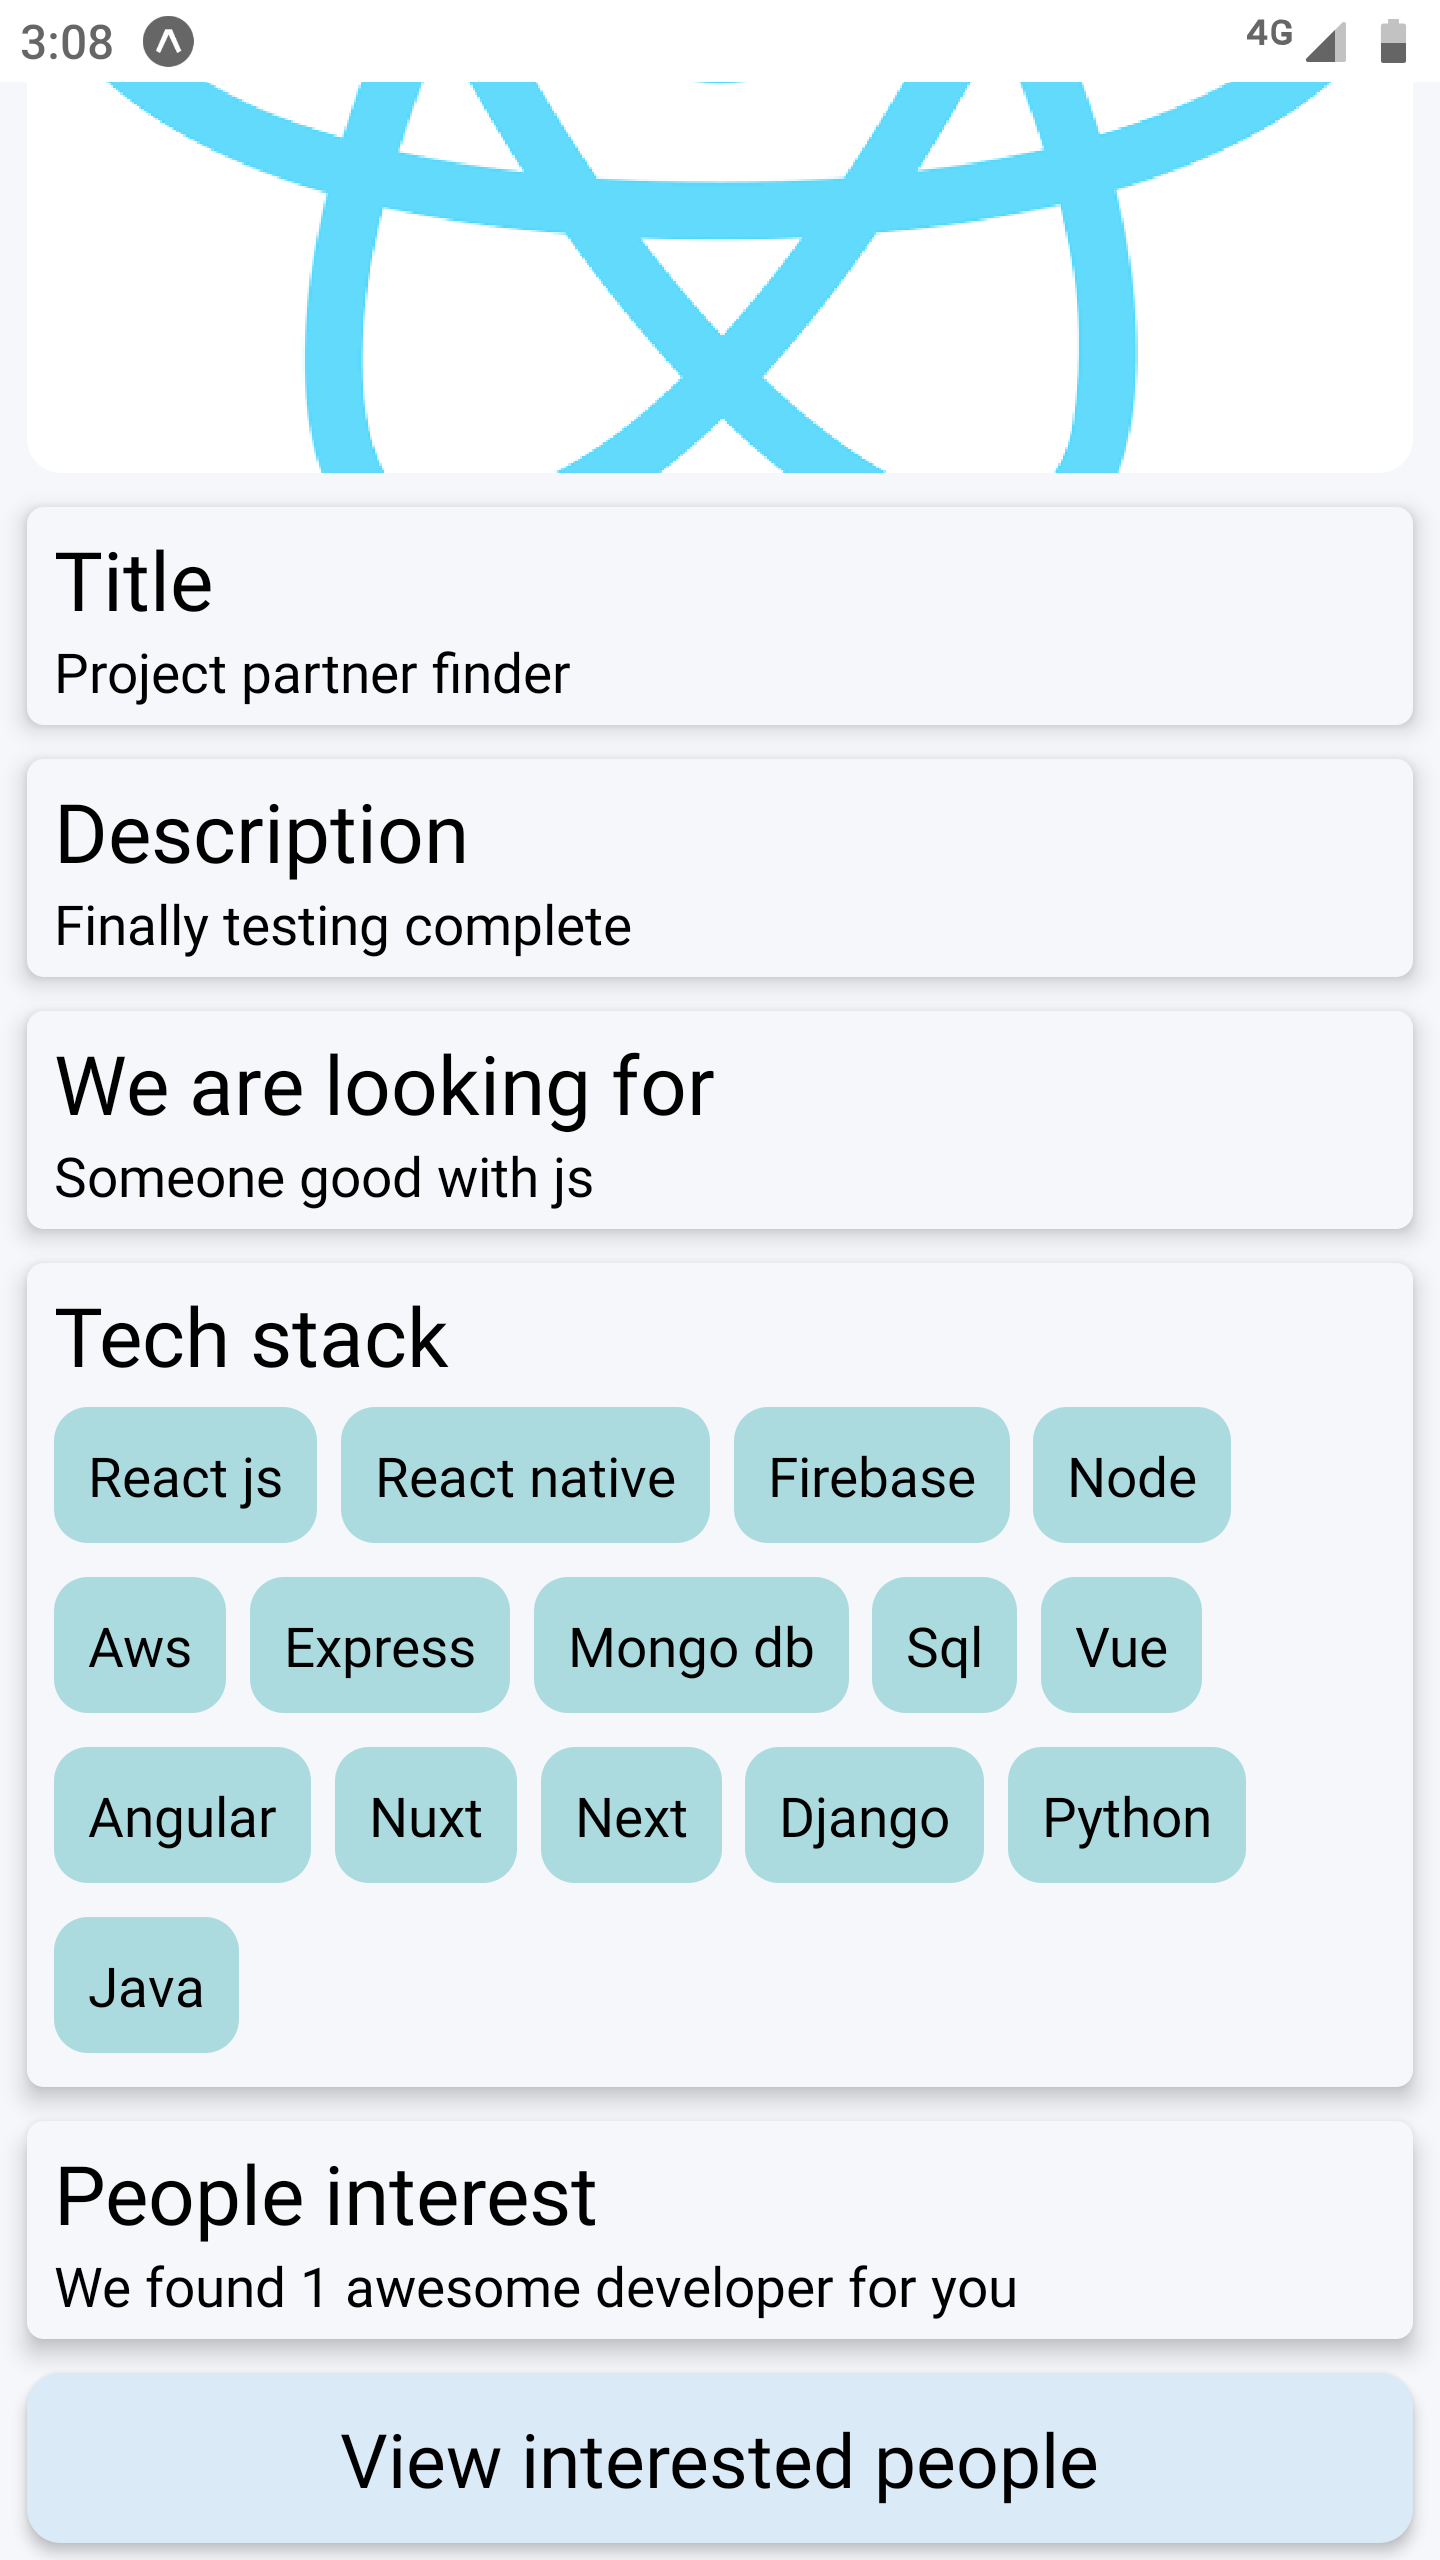 3:08 4G
Title
Project partner finder
Description
Finally testing complete
We are looking for
Someone good with js
Tech stack
React js React native Firebase Node
Aws Express Mongo db Sql Vue
Angular Nuxt Next Django Python
Java
People interest
We found 1 awesome developer for you
View interested people